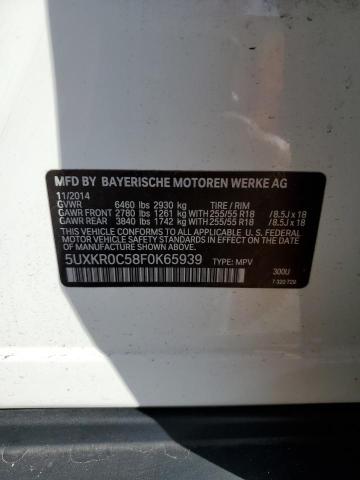 MFD BY BAYERISCHE MOTOREN WERKE AG
11/2014
GVWR 6460 lbs 2930 kg TIRE / RIM
GAWR FRONT 2780 lbs 1261 kg WITH 255/55 R18 / 8.5J x 18
GAWR REAR 3840 lbs 1742 kg WITH 255/55 R18 / 8.5J x 18
THIS VEHICLE CONFORMS TO ALL APPLICABLE U.S. FEDERAL
MOTOR VEHICLE SAFETY STANDARDS IN EFFECT ON THE
DATE OF MANUFACTURE SHOWN ABOVE.
5UXKR0C58F0K65939 TYPE: MPV 300U
7 320 720